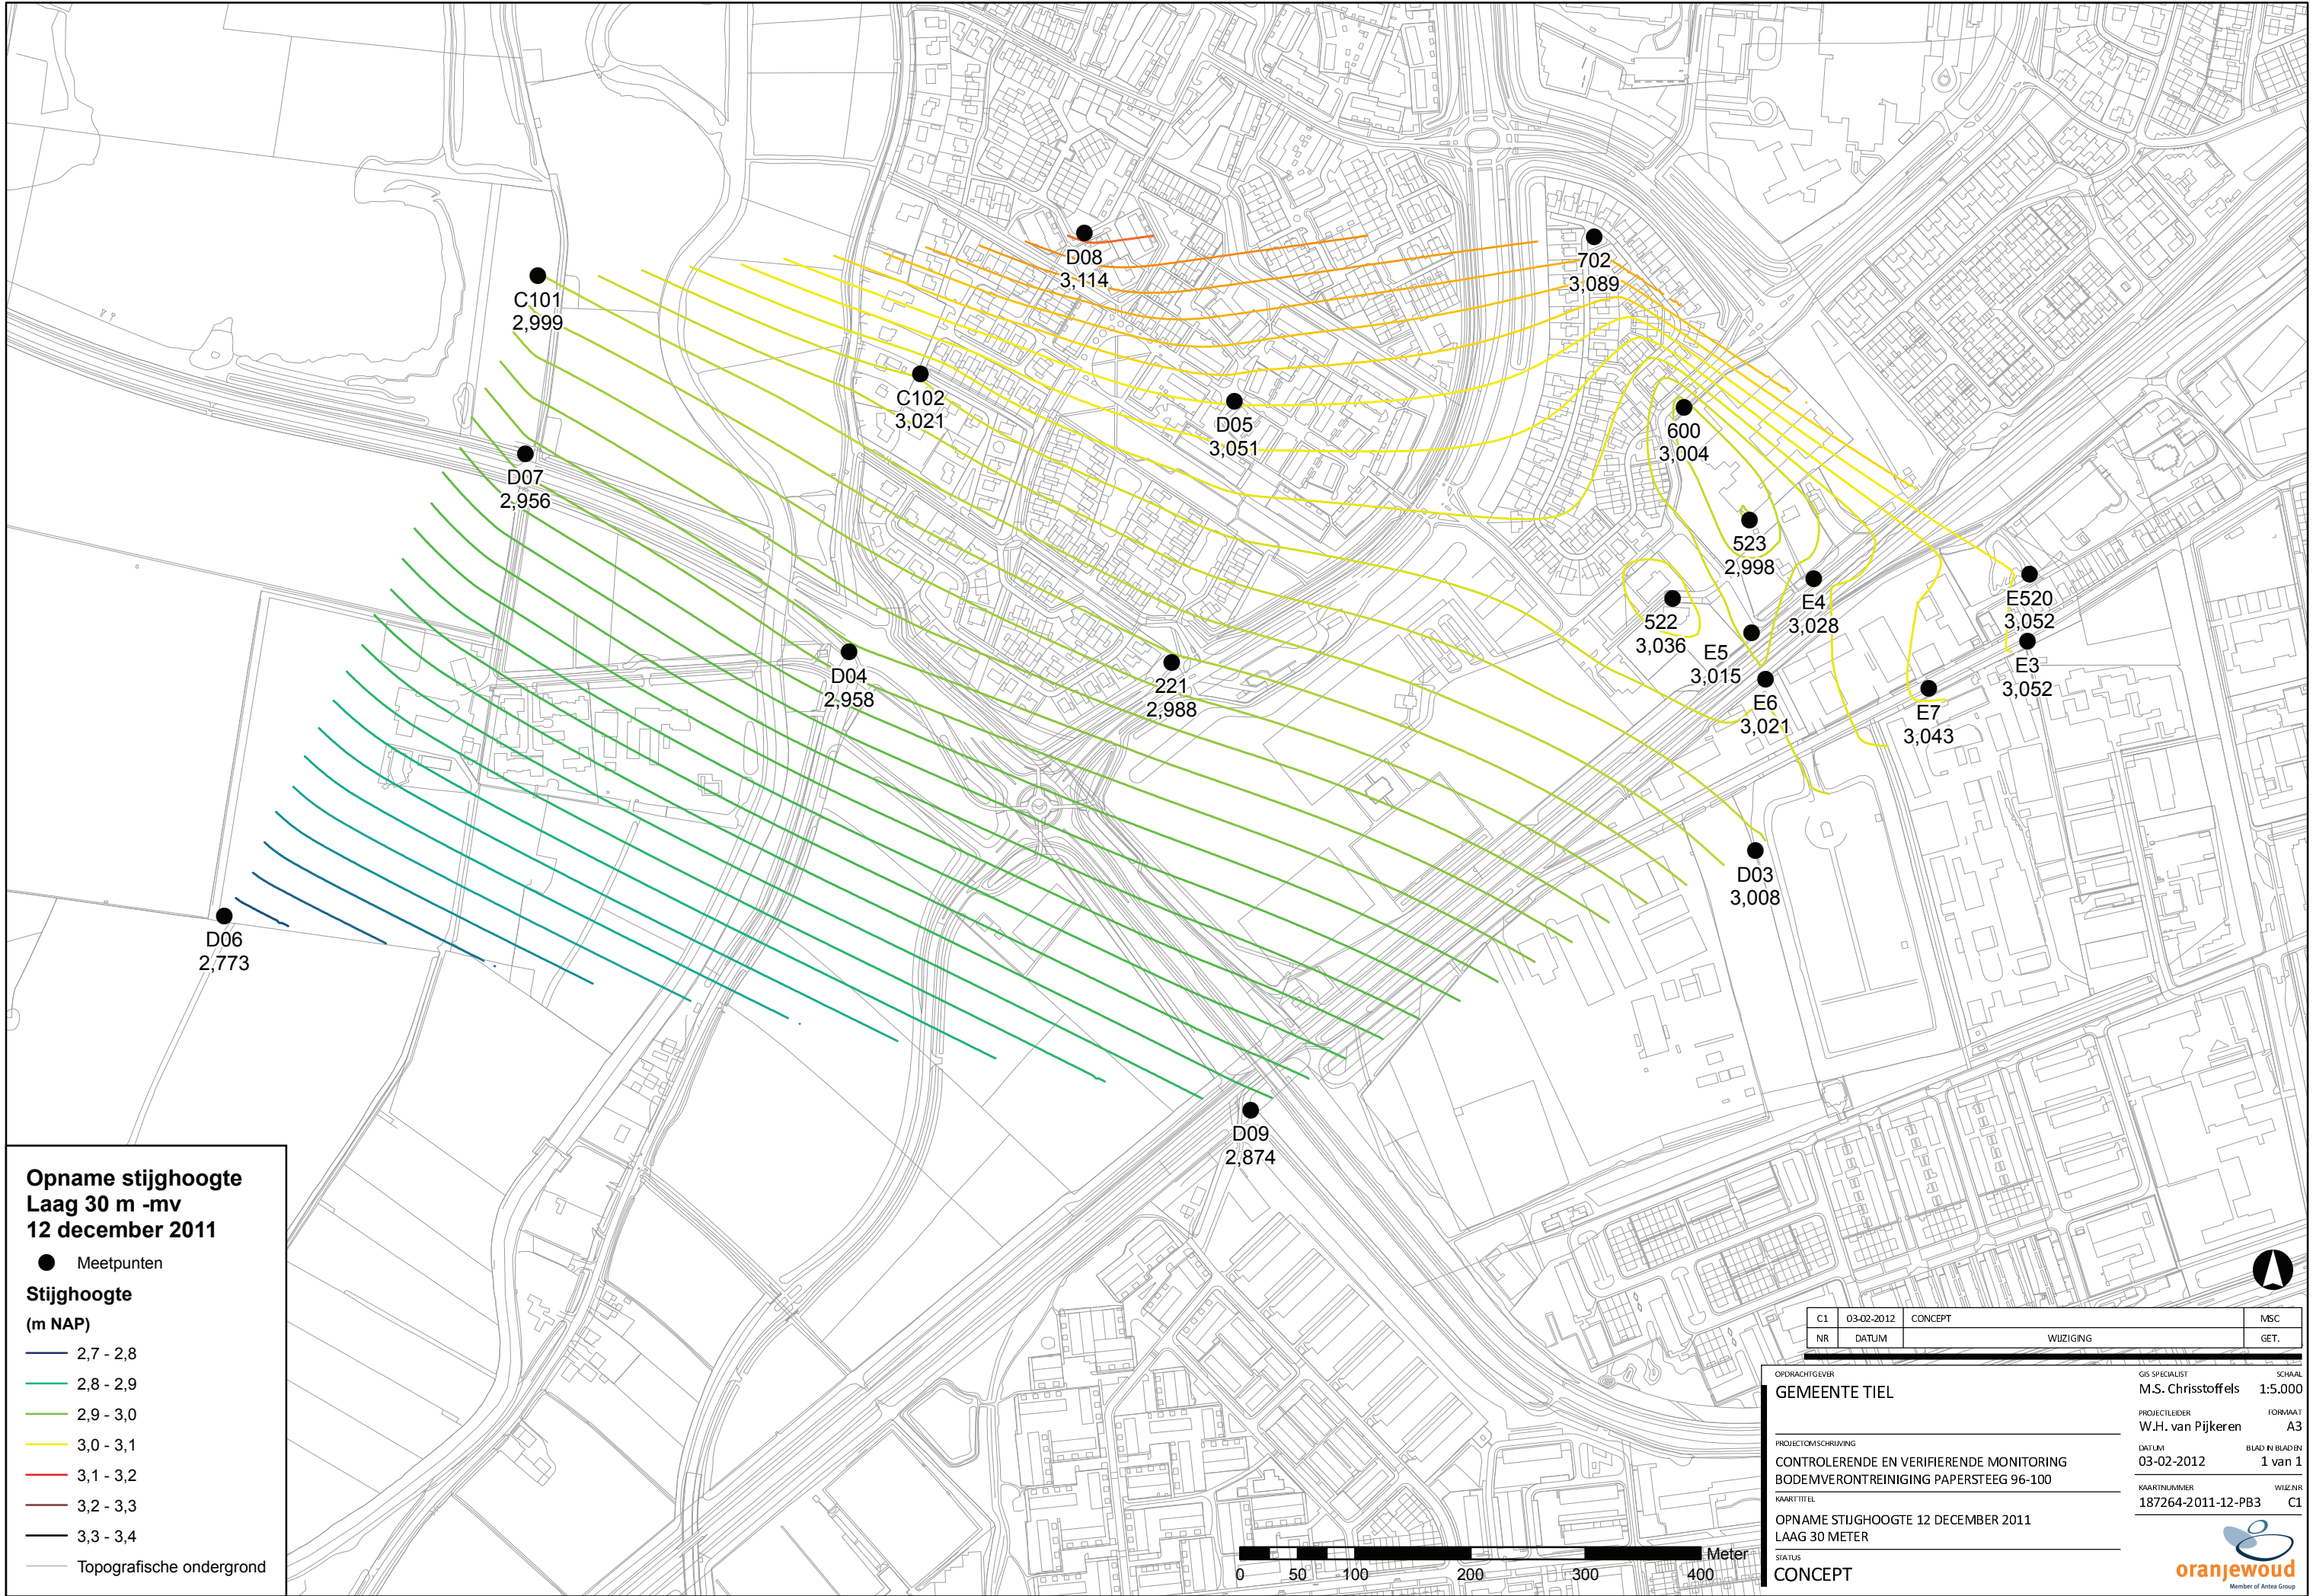 D08
3,114
702
3,089
C101
2,999
C102
3,021
D05
3,051
600
3,004
D07
2,956
523
2,998
E4
3,028
E520
3,052
522
3,036
E5
3,015
E3
3,052
D04
2,958
221
2,988
E6
3,021
E7
3,043
D03
3,008
D06
2,773
D09
2,874
Opname stijghoogte
Laag 30 m -mv
12 december 2011
Meetpunten
Stijghoogte
(m NAP)
2,7 - 2,8
2,8 - 2,9
2,9 - 3,0
3,0 - 3,1
3,1 - 3,2
3,2 - 3,3
3,3 - 3,4
Topografische ondergrond
Meter
0 50 100 200 300 400
C1 03-02-2012 CONCEPT MSC
NR DATUM WIJZIGING GET.
OPDRACHTGEVER
GEMEENTE TIEL
PROJECTOMSCHRIJVING
CONTROLERENDE EN VERIFIERENDE MONITORING
BODEMVERONTREINIGING PAPERSTEEG 96-100
KAARTTITEL
OPNAME STIJGHOOGTE 12 DECEMBER 2011
LAAG 30 METER
STATUS
CONCEPT
GIS SPECIALIST SCHAAL
M.S. Chrisstoffels 1:5.000
PROJECTLEIDER FORMAAT
W.H. van Pijkeren A3
DATUM BLAD IN BLADEN
03-02-2012 1 van 1
KAARTNUMMER WIJZ.NR
187264-2011-12-PB3 C1
oranjewoud
Member of Antea Group